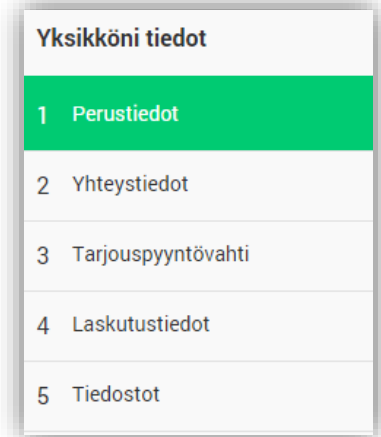 Yksikköni tiedot
1 Perustiedot
2 Yhteystiedot
3 Tarjouspyyntövahti
4 Laskutustiedot
5 Tiedostot